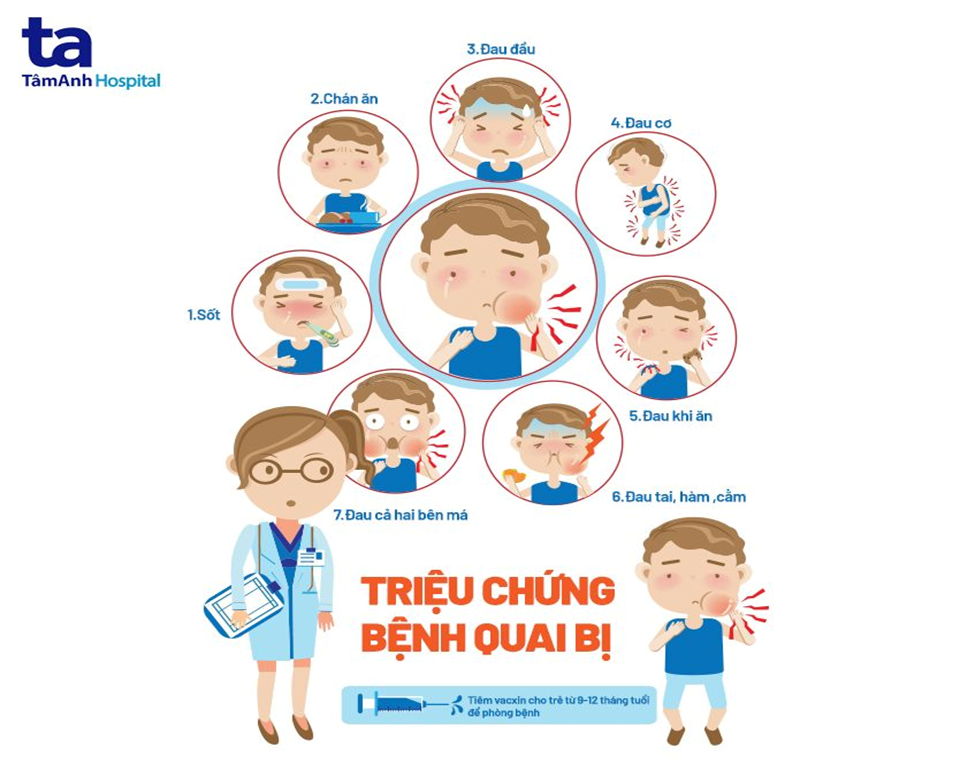 ta
TâmAnh Hospital
3.Đau đầu
2.Chán ăn
4.Đau cơ
1.Sốt
5.Đau khi ăn
6.Đau tai, hàm ,cằm
7.Đau cả hai bên má
TRIỆU CHỨNG
BỆNH QUAI BỊ
Tiêm vacxin cho trẻ từ 9-12 tháng tuổi
để phòng bệnh